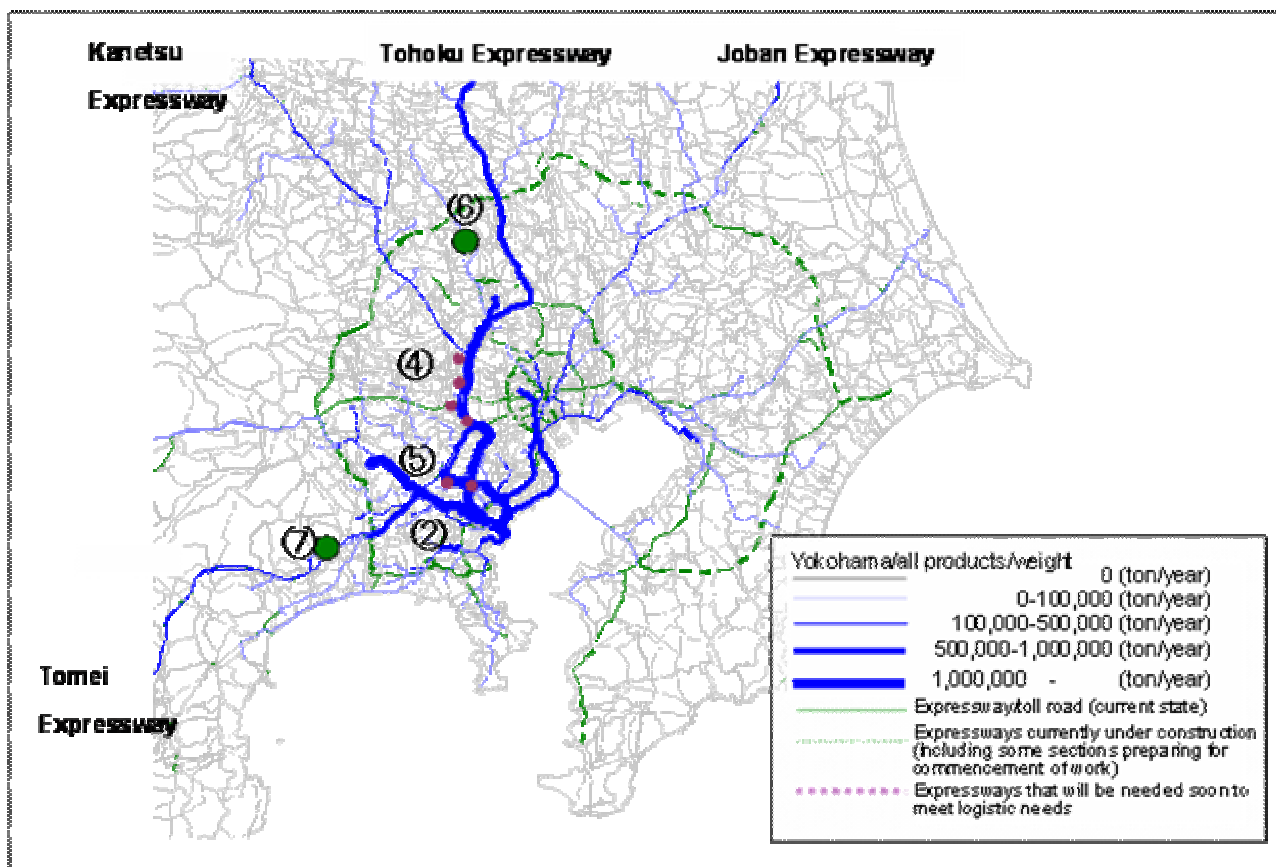 Kanetsu
Expressway
Tohoku Expressway
Joban Expressway
⑥
④
⑤
②
⑦
Tomei
Expressway
Yokohama/all products/weight
0 (ton/year)
0-100,000 (ton/year)
100,000-500,000 (ton/year)
500,000-1,000,000 (ton/year)
1,000,000 - (ton/year)
Expressway/toll road (current state)
Expressways currently under construction
(including some sections preparing for
commencement of work)
Expressways that will be needed soon to
meet logistic needs